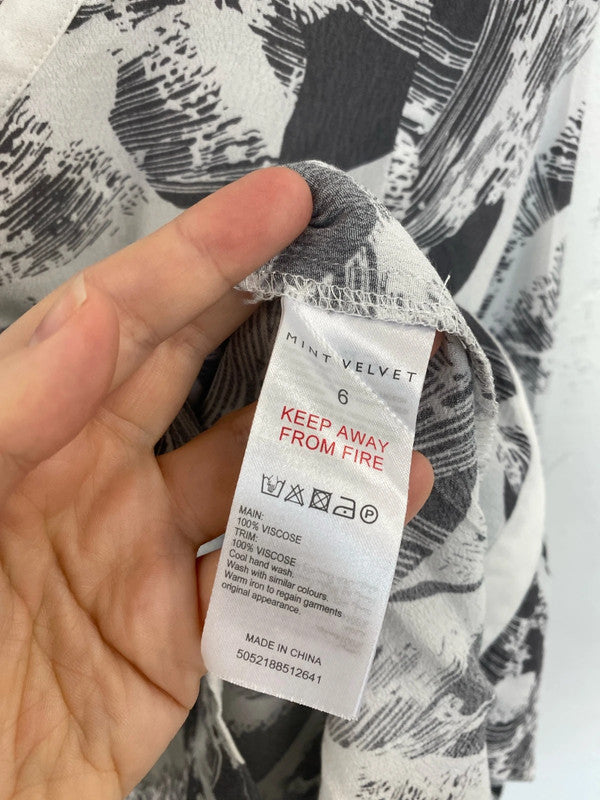 MINT VELVET
6
KEEP AWAY
FROM FIRE
P
MAIN:
100% VISCOSE
TRIM:
100% VISCOSE
Cool hand wash.
Wash with similar colours.
Warm iron to regain garments
original appearance.
MADE IN CHINA
5052188512641